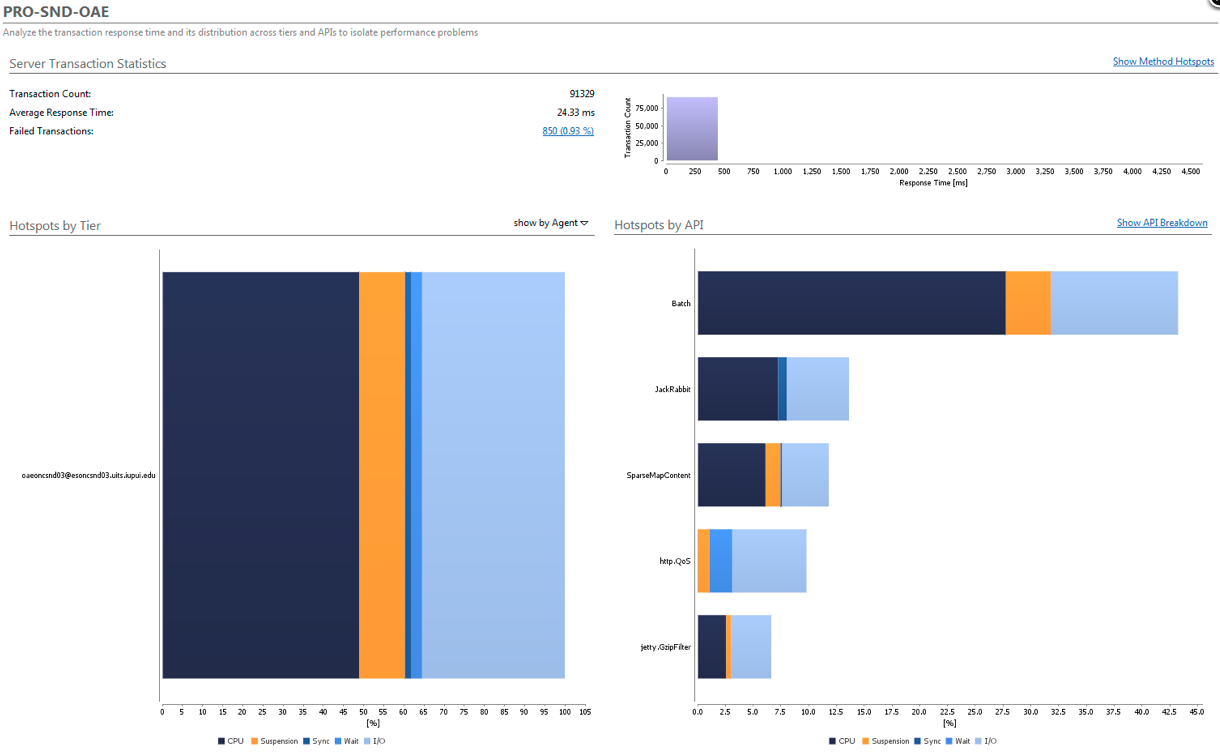 PRO-SND-OAE
Analyze the transaction response time and its distribution across tiers and APIs to isolate performance problems
Server Transaction Statistics
Show Method Hotspots
Transaction Count: 91329
Average Response Time: 24.33 ms
Failed Transactions: 850 (0.93 %)
Transaction Count
75,000
50,000
25,000
0
0 250 500 750 1,000 1,250 1,500 1,750 2,000 2,250 2,500 2,750 3,000 3,250 3,500 3,750 4,000 4,250 4,500
Response Time [ms]
Hotspots by Tier
show by Agent
oaeoncsnd03@esoncsnd03.uits.iupui.edu
0 5 10 15 20 25 30 35 40 45 50 55 60 65 70 75 80 85 90 95 100 105
[%]
CPU Suspension Sync Wait I/O
Hotspots by API
Show API Breakdown
Batch
JackRabbit
SparseMapContent
http.QoS
jetty.GzipFilter
0.0 2.5 5.0 7.5 10.0 12.5 15.0 17.5 20.0 22.5 25.0 27.5 30.0 32.5 35.0 37.5 40.0 42.5 45.0
[%]
CPU Suspension Sync Wait I/O